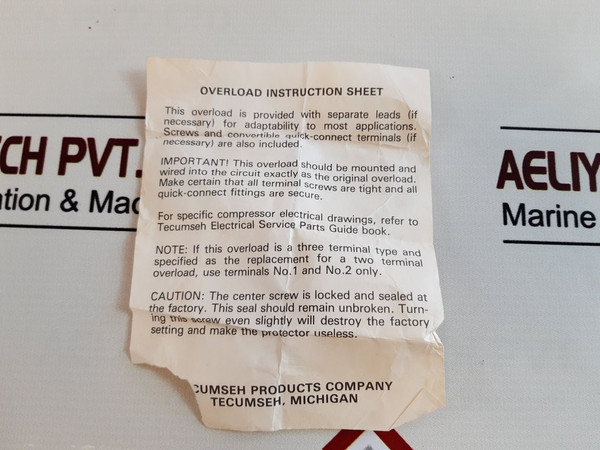 OVERLOAD INSTRUCTION SHEET
This overload is provided with separate leads (if
necessary) for adaptability to most applications.
Screws and convertible quick-connect terminals (if
necessary) are also included.
IMPORTANT! This overload should be mounted and
wired into the circuit exactly as the original overload.
Make certain that all terminal screws are tight and all
quick-connect fittings are secure.
For specific compressor electrical drawings, refer to
Tecumseh Electrical Service Parts Guide book.
NOTE: If this overload is a three terminal type and
specified as the replacement for a two terminal
overload, use terminals No.1 and No.2 only.
CAUTION: The center screw is locked and sealed at
the factory. This seal should remain unbroken. Turn-
ing this screw even slightly will destroy the factory
setting and make the protector useless.
CUMSEH PRODUCTS COMPANY
TECUMSEH, MICHIGAN
CH PVT.
tion & Mac
AELIY
Marine